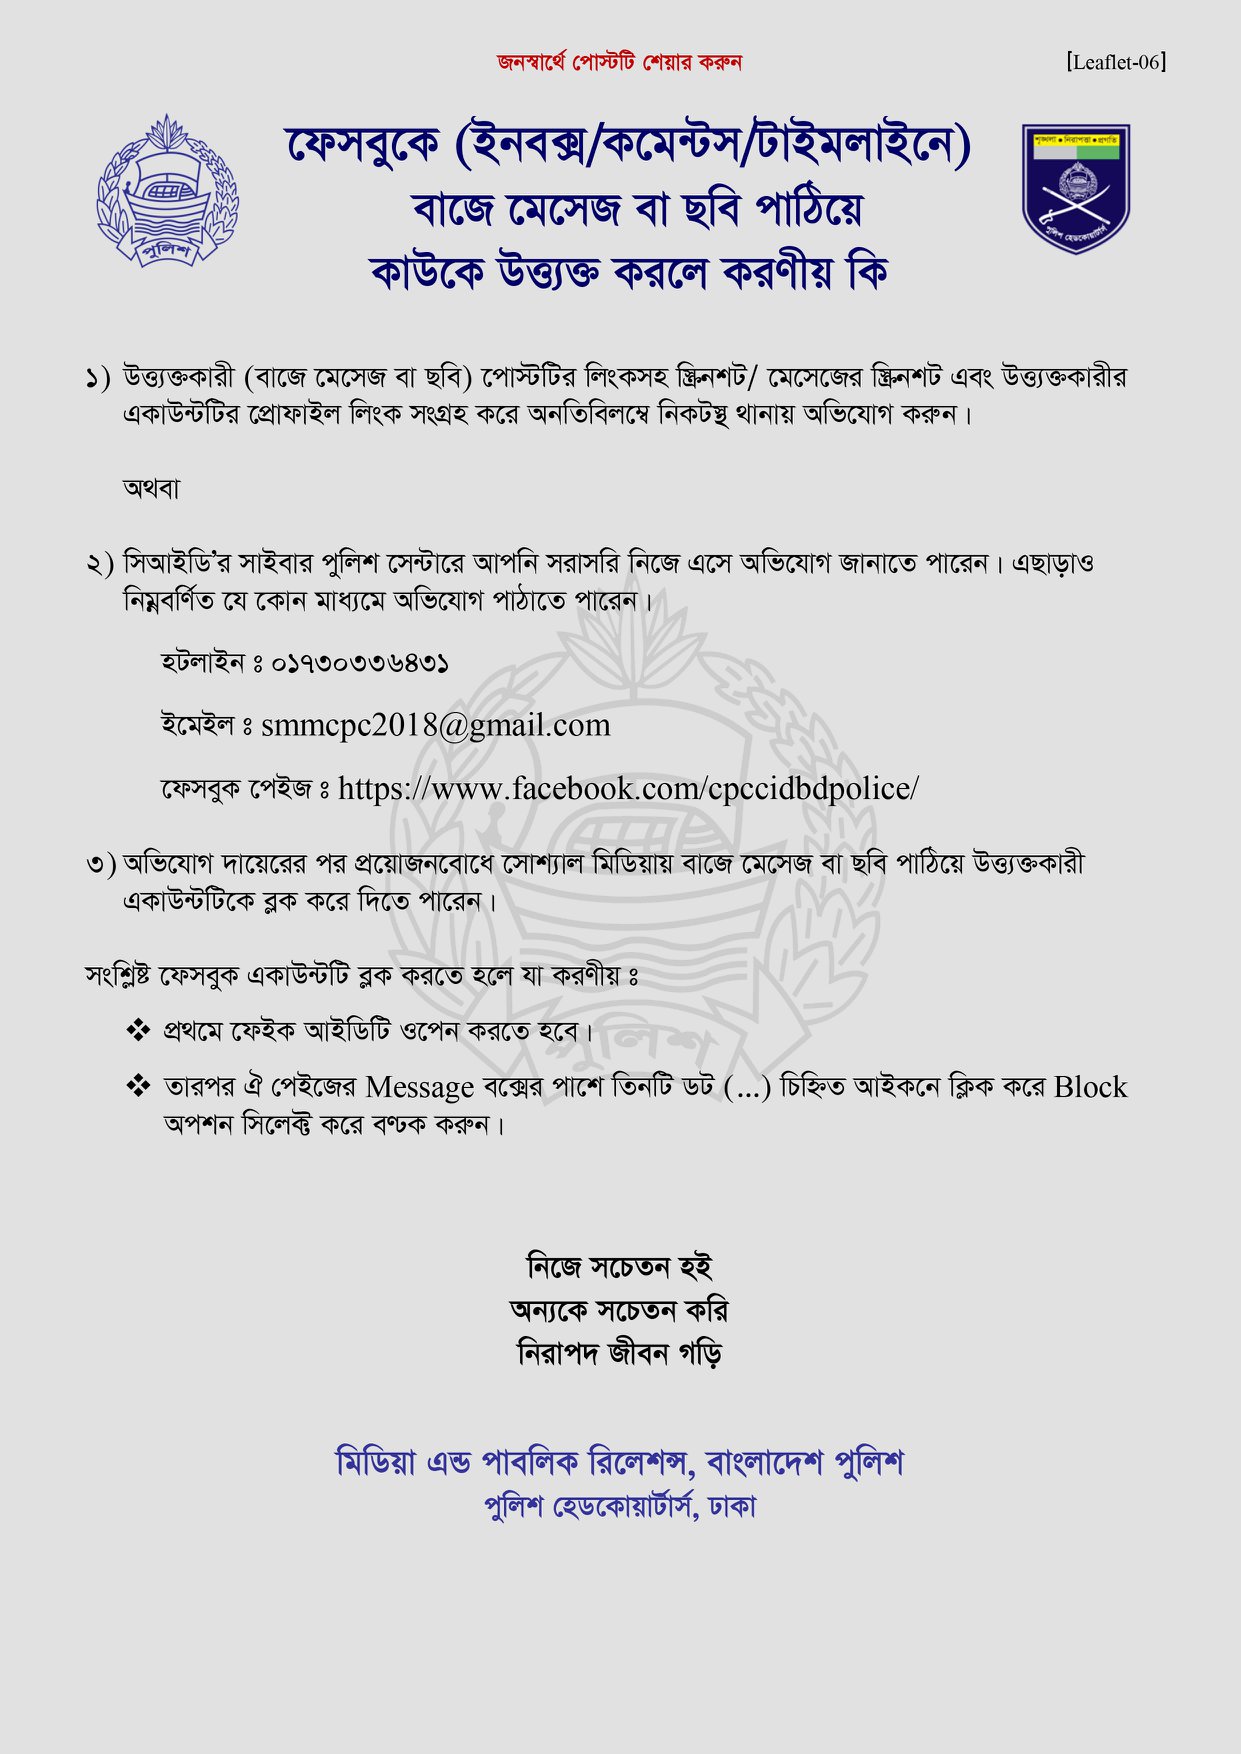 জনস্বার্থে পোস্টটি শেয়ার করুন
[Leaflet-06]
ফেসবুকে (ইনবক্স/কমেন্টস/টাইমলাইনে)
বাজে মেসেজ বা ছবি পাঠিয়ে
কাউকে উত্ত্যক্ত করলে করণীয় কি
পুলিশ
শৃঙ্খলা • নিরাপত্তা • প্রগতি
পুলিশ হেডকোয়ার্টার্স
১) উত্ত্যক্তকারী (বাজে মেসেজ বা ছবি) পোস্টটির লিংকসহ স্ক্রিনশট/ মেসেজের স্ক্রিনশট এবং উত্ত্যক্তকারীর
একাউন্টটির প্রোফাইল লিংক সংগ্রহ করে অনতিবিলম্বে নিকটস্থ থানায় অভিযোগ করুন।
অথবা
২) সিআইডি’র সাইবার পুলিশ সেন্টারে আপনি সরাসরি নিজে এসে অভিযোগ জানাতে পারেন। এছাড়াও
নিম্নবর্ণিত যে কোন মাধ্যমে অভিযোগ পাঠাতে পারেন।
হটলাইন ঃ ০১৭৩০৩৩৬৪৩১
ইমেইল ঃ smmcpc2018@gmail.com
ফেসবুক পেইজ ঃ https://www.facebook.com/cpccidbdpolice/
৩) অভিযোগ দায়েরের পর প্রয়োজনবোধে সোশ্যাল মিডিয়ায় বাজে মেসেজ বা ছবি পাঠিয়ে উত্ত্যক্তকারী
একাউন্টটিকে ব্লক করে দিতে পারেন।
সংশ্লিষ্ট ফেসবুক একাউন্টটি ব্লক করতে হলে যা করণীয় ঃ
❖ প্রথমে ফেইক আইডিটি ওপেন করতে হবে।
❖ তারপর ঐ পেইজের Message বক্সের পাশে তিনটি ডট (...) চিহ্নিত আইকনে ক্লিক করে Block
অপশন সিলেক্ট করে বণ্ঢক করুন।
পুলিশ
নিজে সচেতন হই
অন্যকে সচেতন করি
নিরাপদ জীবন গড়ি
মিডিয়া এন্ড পাবলিক রিলেশন্স, বাংলাদেশ পুলিশ
পুলিশ হেডকোয়ার্টার্স, ঢাকা